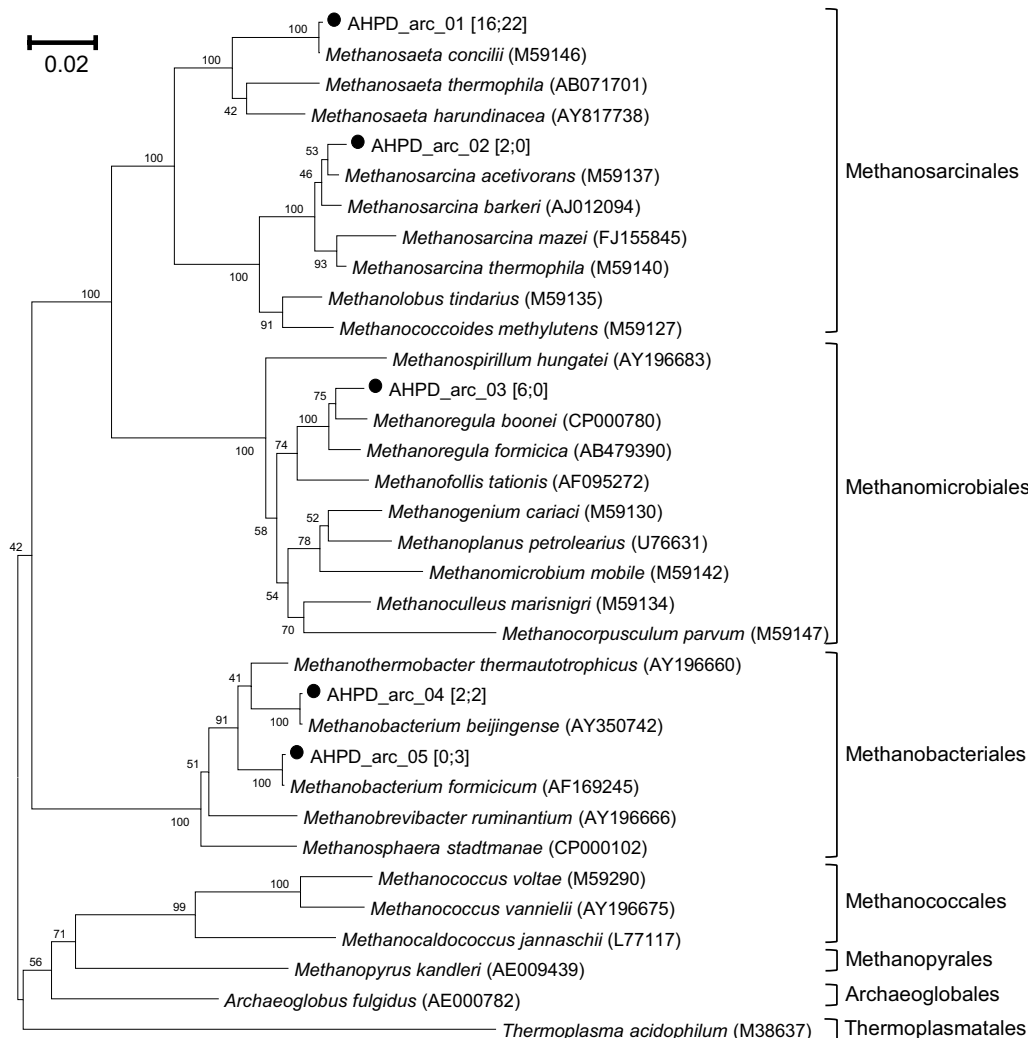 0.02
100
AHPD_arc_01 [16;22]
Methanosaeta concilii (M59146)
100
Methanosaeta thermophila (AB071701)
42
Methanosaeta harundinacea (AY817738)
100
AHPD_arc_02 [2;0]
53
Methanosarcina acetivorans (M59137)
46
Methanosarcina barkeri (AJ012094)
100
Methanosarcina mazei (FJ155845)
93
Methanosarcina thermophila (M59140)
100
Methanolobus tindarius (M59135)
91
Methanococcoides methylutens (M59127)
Methanosarcinales
100
Methanospirillum hungatei (AY196683)
AHPD_arc_03 [6;0]
75
Methanoregula boonei (CP000780)
100
Methanoregula formicica (AB479390)
74
100
Methanofollis tationis (AF095272)
Methanogenium cariaci (M59130)
52
58
Methanoplanus petrolearius (U76631)
78
Methanomicrobium mobile (M59142)
54
Methanoculleus marisnigri (M59134)
70
Methanocorpusculum parvum (M59147)
Methanomicrobiales
42
Methanothermobacter thermautotrophicus (AY196660)
41
AHPD_arc_04 [2;2]
100
Methanobacterium beijingense (AY350742)
91
AHPD_arc_05 [0;3]
100
Methanobacterium formicicum (AF169245)
51
Methanobrevibacter ruminantium (AY196666)
100
Methanosphaera stadtmanae (CP000102)
Methanobacteriales
Methanococcus voltae (M59290)
100
Methanococcus vannielii (AY196675)
99
Methanocaldococcus jannaschii (L77117)
Methanococcales
71
Methanopyrus kandleri (AE009439)
Methanopyrales
56
Archaeoglobus fulgidus (AE000782)
Archaeoglobales
Thermoplasma acidophilum (M38637)
Thermoplasmatales